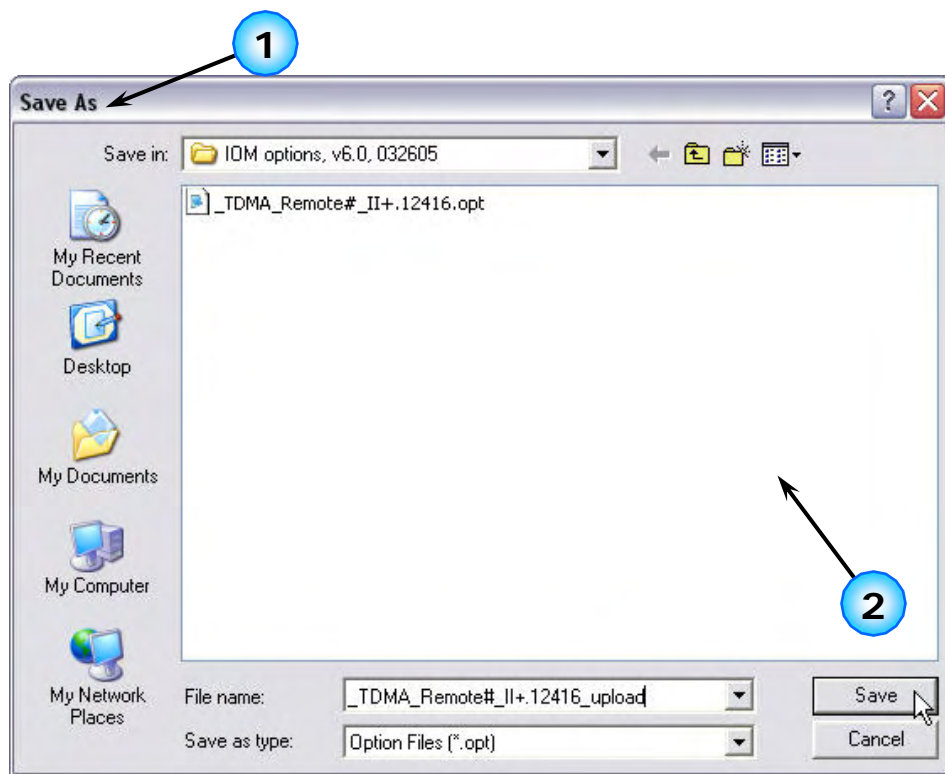 1
Save As
Save in:
IOM options, v6.0, 032605
_TDMA_Remote#_II+.12416.opt
My Recent
Documents
Desktop
My Documents
My Computer
My Network
Places
2
File name:
_TDMA_Remote#_II+.12416_upload
Save
Save as type:
Option Files (*.opt)
Cancel